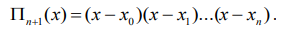 Π_{n+1}(x) = (x − x_0)(x − x_1)...(x − x_n).